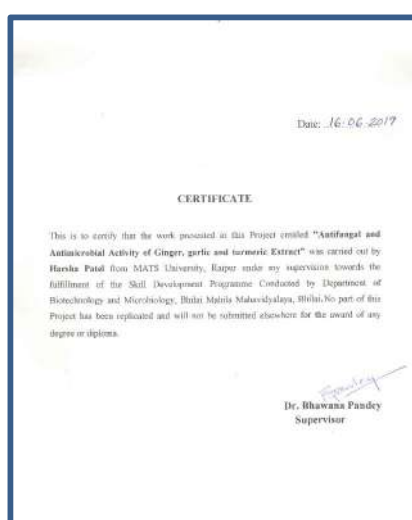 Date: 16-06-2017
CERTIFICATE
This is to certify that the work presented in this Project entitled "Antifungal and
Antimicrobial Activity of Ginger, garlic and turmeric Extract" was carried out by
Harsha Patel from MATS University, Raipur under my supervision towards the
fulfillment of the Skill Development Programme Conducted by Department of
Biotechnology and Microbiology, Bhilai Mahila Mahavidyalaya, Bhilai.No part of this
Project has been replicated and will not be submitted elsewhere for the award of any
degree or diploma.
Dr. Bhawana Pandey
Supervisor